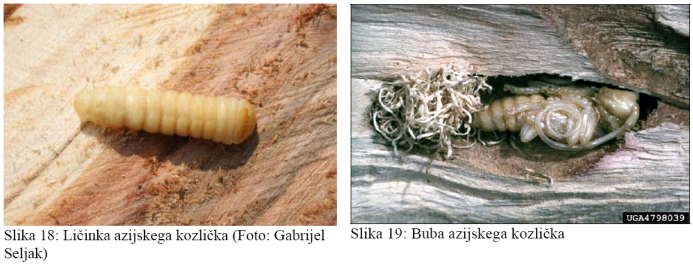 UGA4798039
Slika 18: Ličinka azijskega kozlička (Foto: Gabrijel
Seljak)
Slika 19: Buba azijskega kozlička